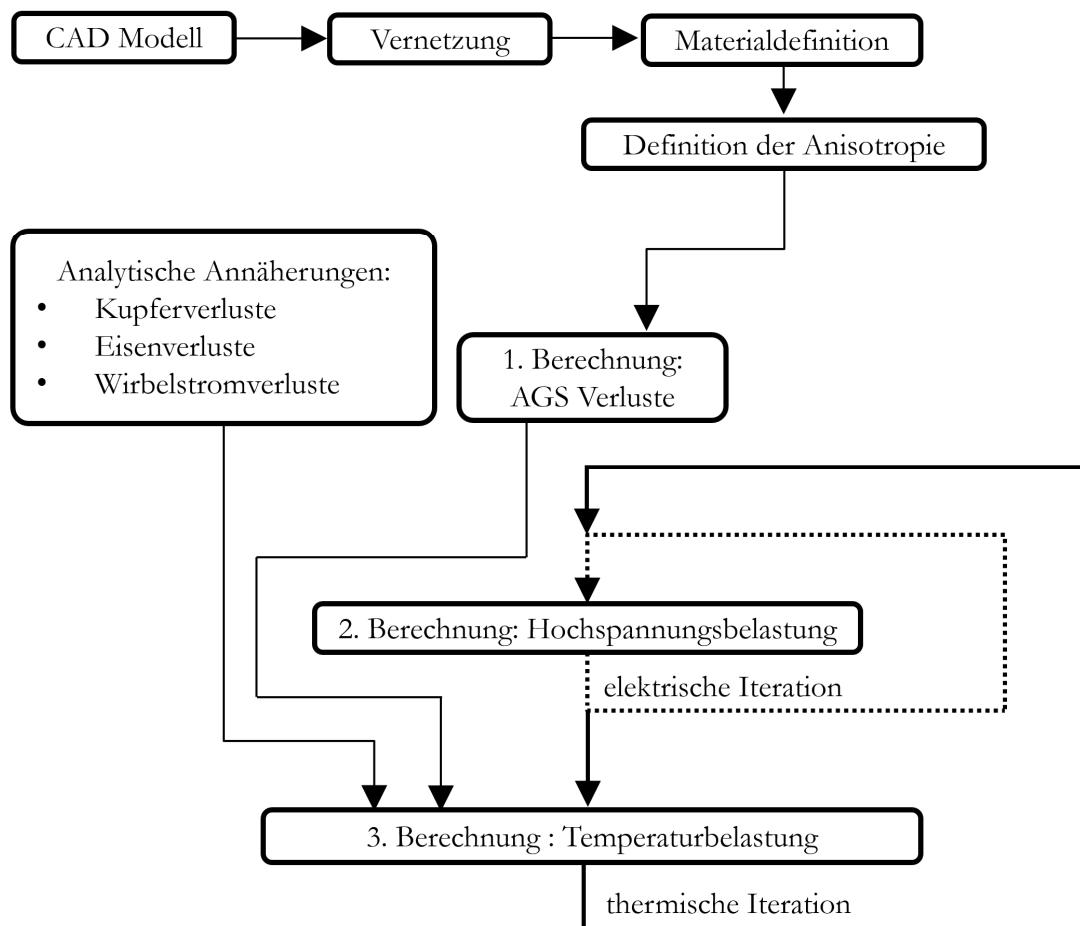 CAD Modell
Vernetzung
Materialdefinition
Definition der Anisotropie
Analytische Annäherungen:
• Kupferverluste
• Eisenverluste
• Wirbelstromverluste
1. Berechnung:
AGS Verluste
2. Berechnung: Hochspannungsbelastung
elektrische Iteration
3. Berechnung : Temperaturbelastung
thermische Iteration